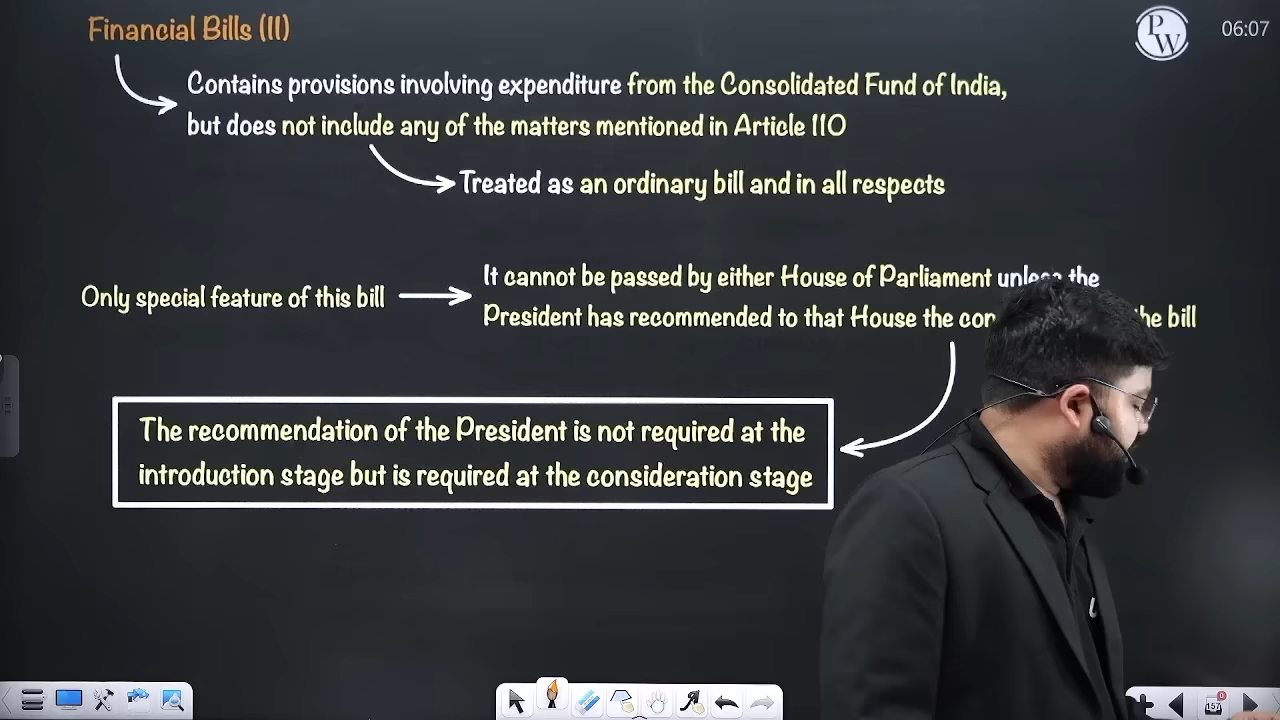 Financial Bills (II)
PW
06:07
Contains provisions involving expenditure from the Consolidated Fund of India,
but does not include any of the matters mentioned in Article 110
Treated as an ordinary bill and in all respects
Only special feature of this bill
It cannot be passed by either House of Parliament unless the
President has recommended to that House the bill
The recommendation of the President is not required at the
introduction stage but is required at the consideration stage
157